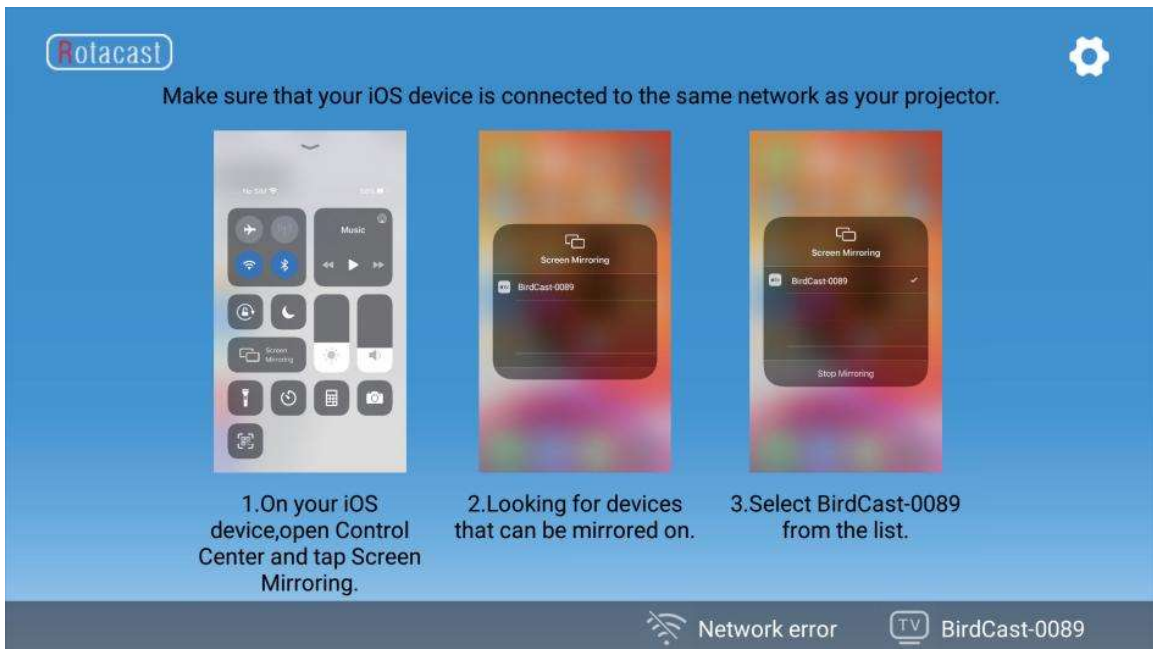 Rotacast
Make sure that your iOS device is connected to the same network as your projector.
No SIM
50%
Music
Screen
Mirroring
Screen Mirroring
BirdCast-0089
Screen Mirroring
BirdCast-0089
Stop Mirroring
1.On your iOS
device,open Control
Center and tap Screen
Mirroring.
2.Looking for devices
that can be mirrored on.
3.Select BirdCast-0089
from the list.
Network error
TV
BirdCast-0089